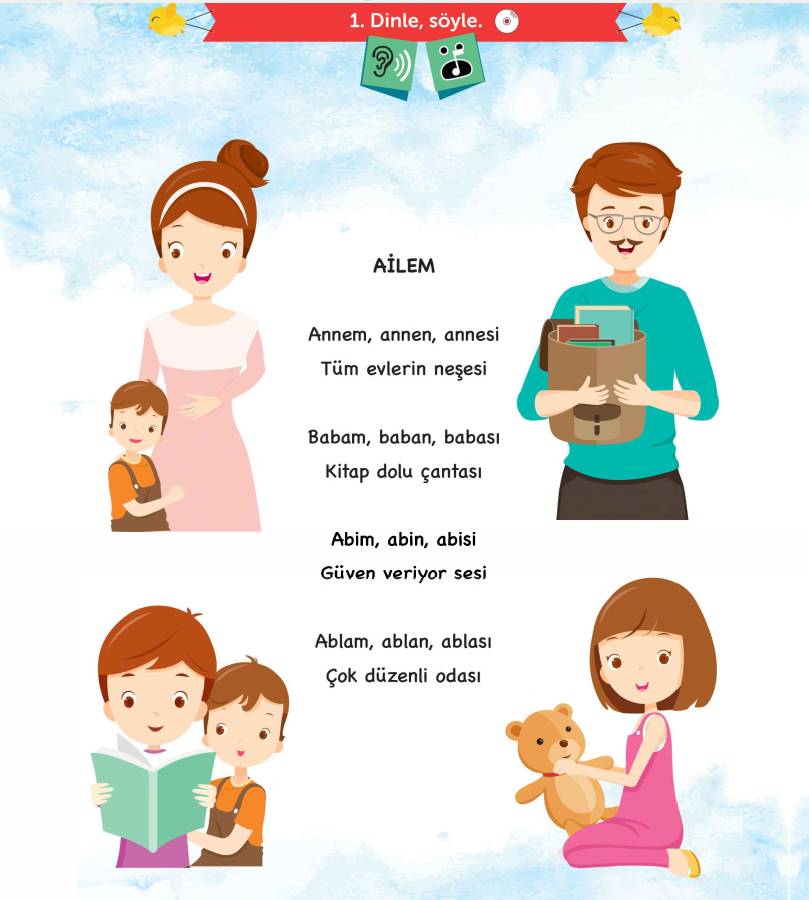 1. Dinle, söyle.
AİLEM
Annem, annen, annesi
Tüm evlerin neşesi
Babam, baban, babası
Kitap dolu çantası
Abim, abin, abisi
Güven veriyor sesi
Ablam, ablan, ablası
Çok düzenli odası